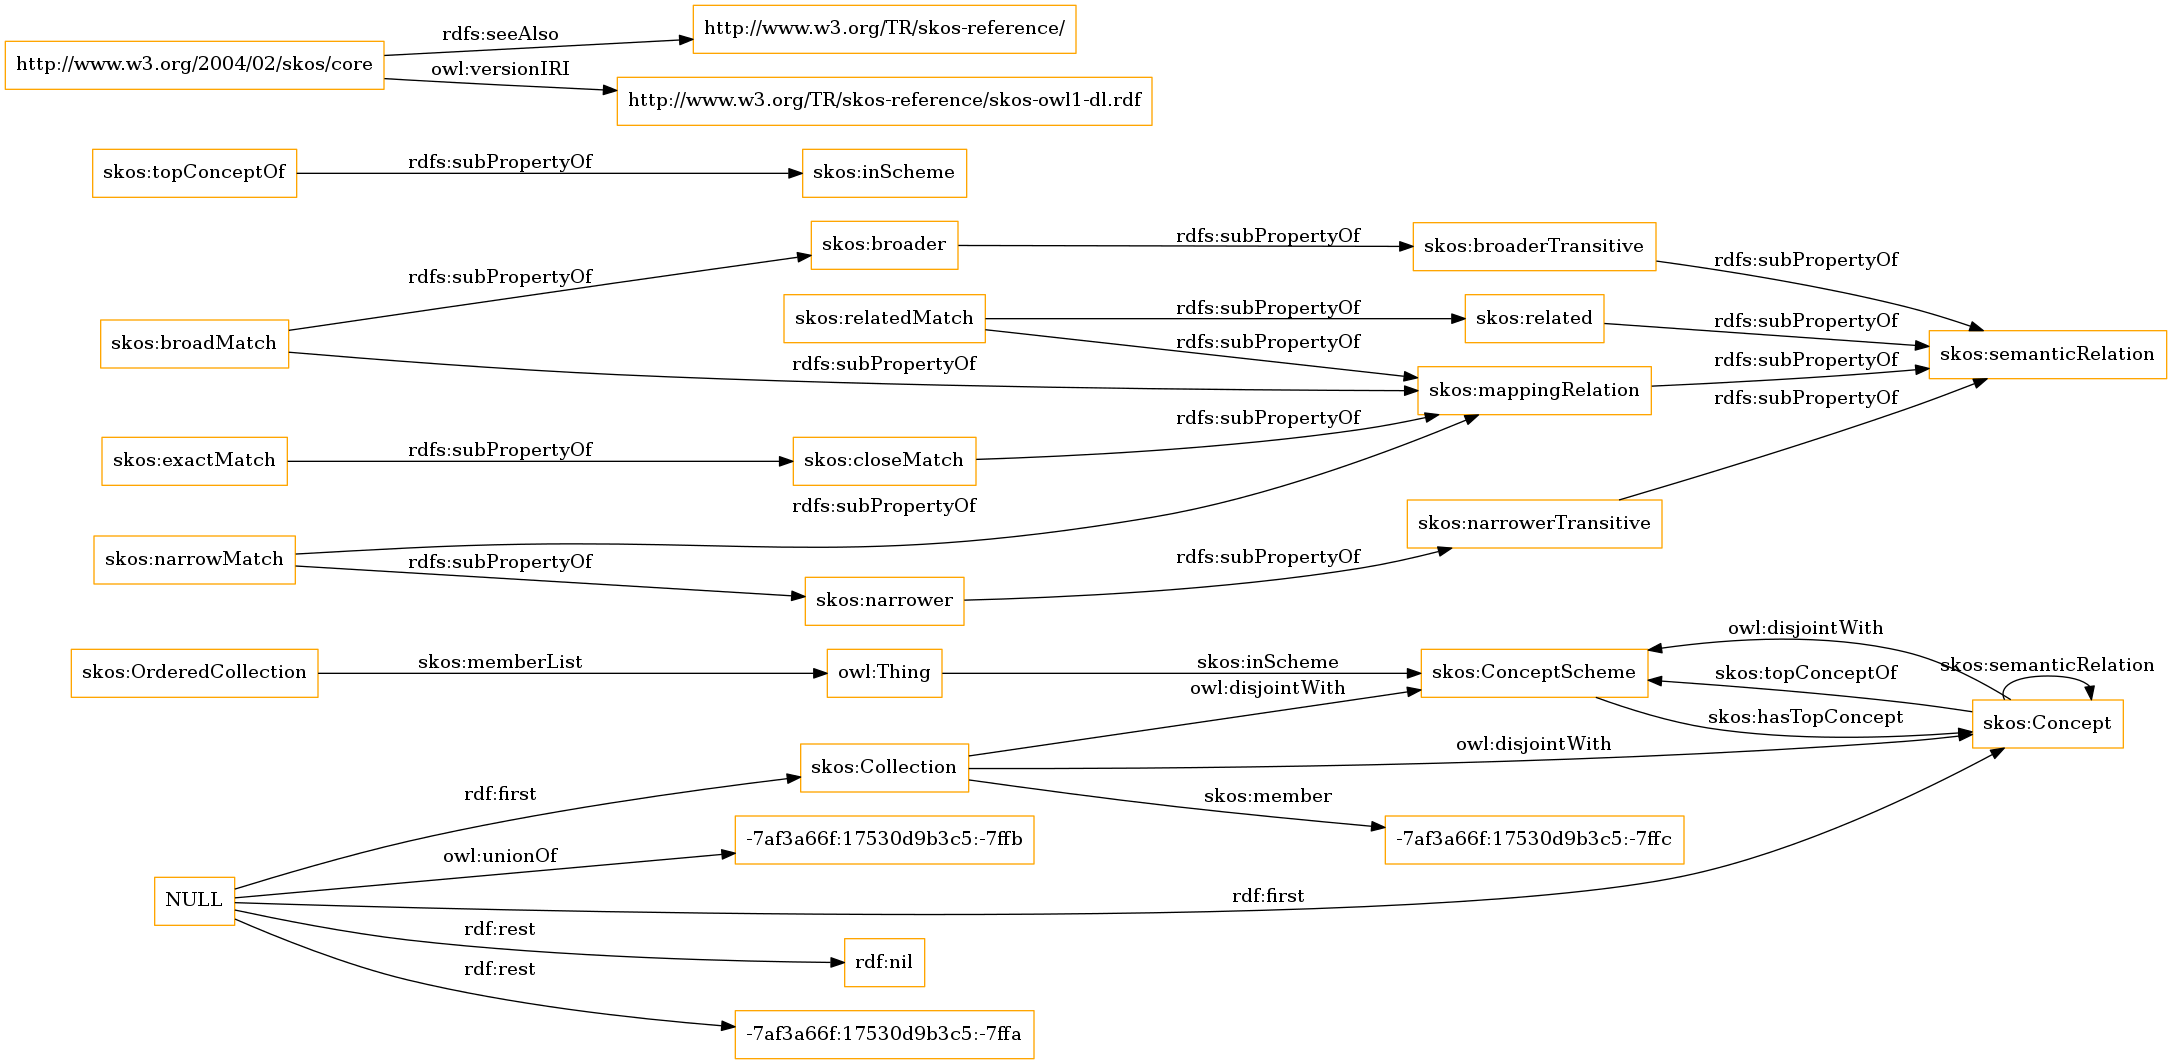 http://www.w3.org/2004/02/skos/core
rdfs:seeAlso
http://www.w3.org/TR/skos-reference/
owl:versionIRI
http://www.w3.org/TR/skos-reference/skos-owl1-dl.rdf
skos:topConceptOf
rdfs:subPropertyOf
skos:inScheme
skos:broadMatch
rdfs:subPropertyOf
skos:broader
rdfs:subPropertyOf
skos:broaderTransitive
rdfs:subPropertyOf
skos:relatedMatch
rdfs:subPropertyOf
skos:related
rdfs:subPropertyOf
skos:semanticRelation
rdfs:subPropertyOf
rdfs:subPropertyOf
skos:mappingRelation
rdfs:subPropertyOf
rdfs:subPropertyOf
skos:exactMatch
rdfs:subPropertyOf
skos:closeMatch
rdfs:subPropertyOf
skos:narrowMatch
rdfs:subPropertyOf
rdfs:subPropertyOf
skos:narrower
rdfs:subPropertyOf
skos:narrowerTransitive
skos:OrderedCollection
skos:memberList
owl:Thing
skos:inScheme
skos:ConceptScheme
owl:disjointWith
skos:semanticRelation
skos:topConceptOf
skos:hasTopConcept
skos:Concept
owl:disjointWith
skos:Collection
owl:disjointWith
skos:member
-7af3a66f:17530d9b3c5:-7ffc
NULL
rdf:first
owl:unionOf
-7af3a66f:17530d9b3c5:-7ffb
rdf:first
rdf:rest
rdf:nil
rdf:rest
-7af3a66f:17530d9b3c5:-7ffa